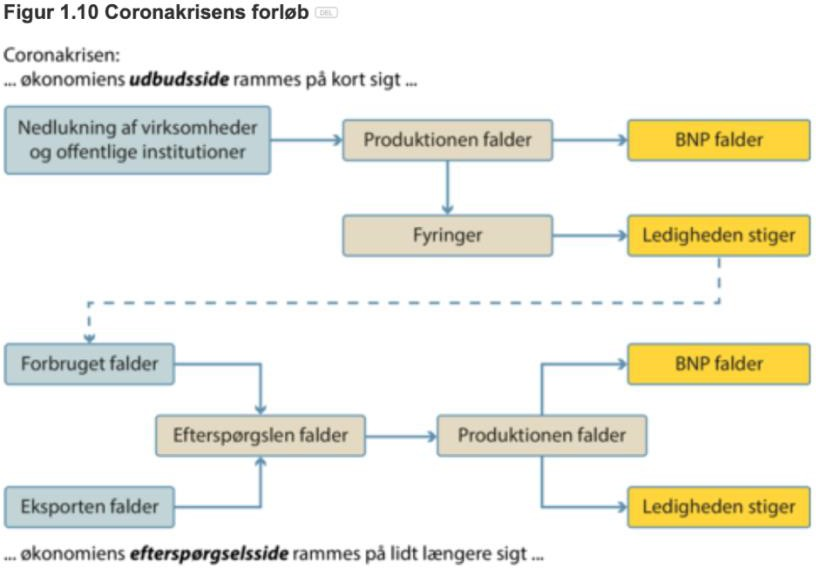 Figur 1.10 Coronakrisens forløb DEL
Coronakrisen:
... økonomiens udbudsside rammes på kort sigt ...
Nedlukning af virksomheder
og offentlige institutioner
Produktionen falder
BNP falder
Fyringer
Ledigheden stiger
Forbruget falder
BNP falder
Efterspørgslen falder
Produktionen falder
Eksporten falder
Ledigheden stiger
... økonomiens efterspørgselsside rammes på lidt længere sigt ...